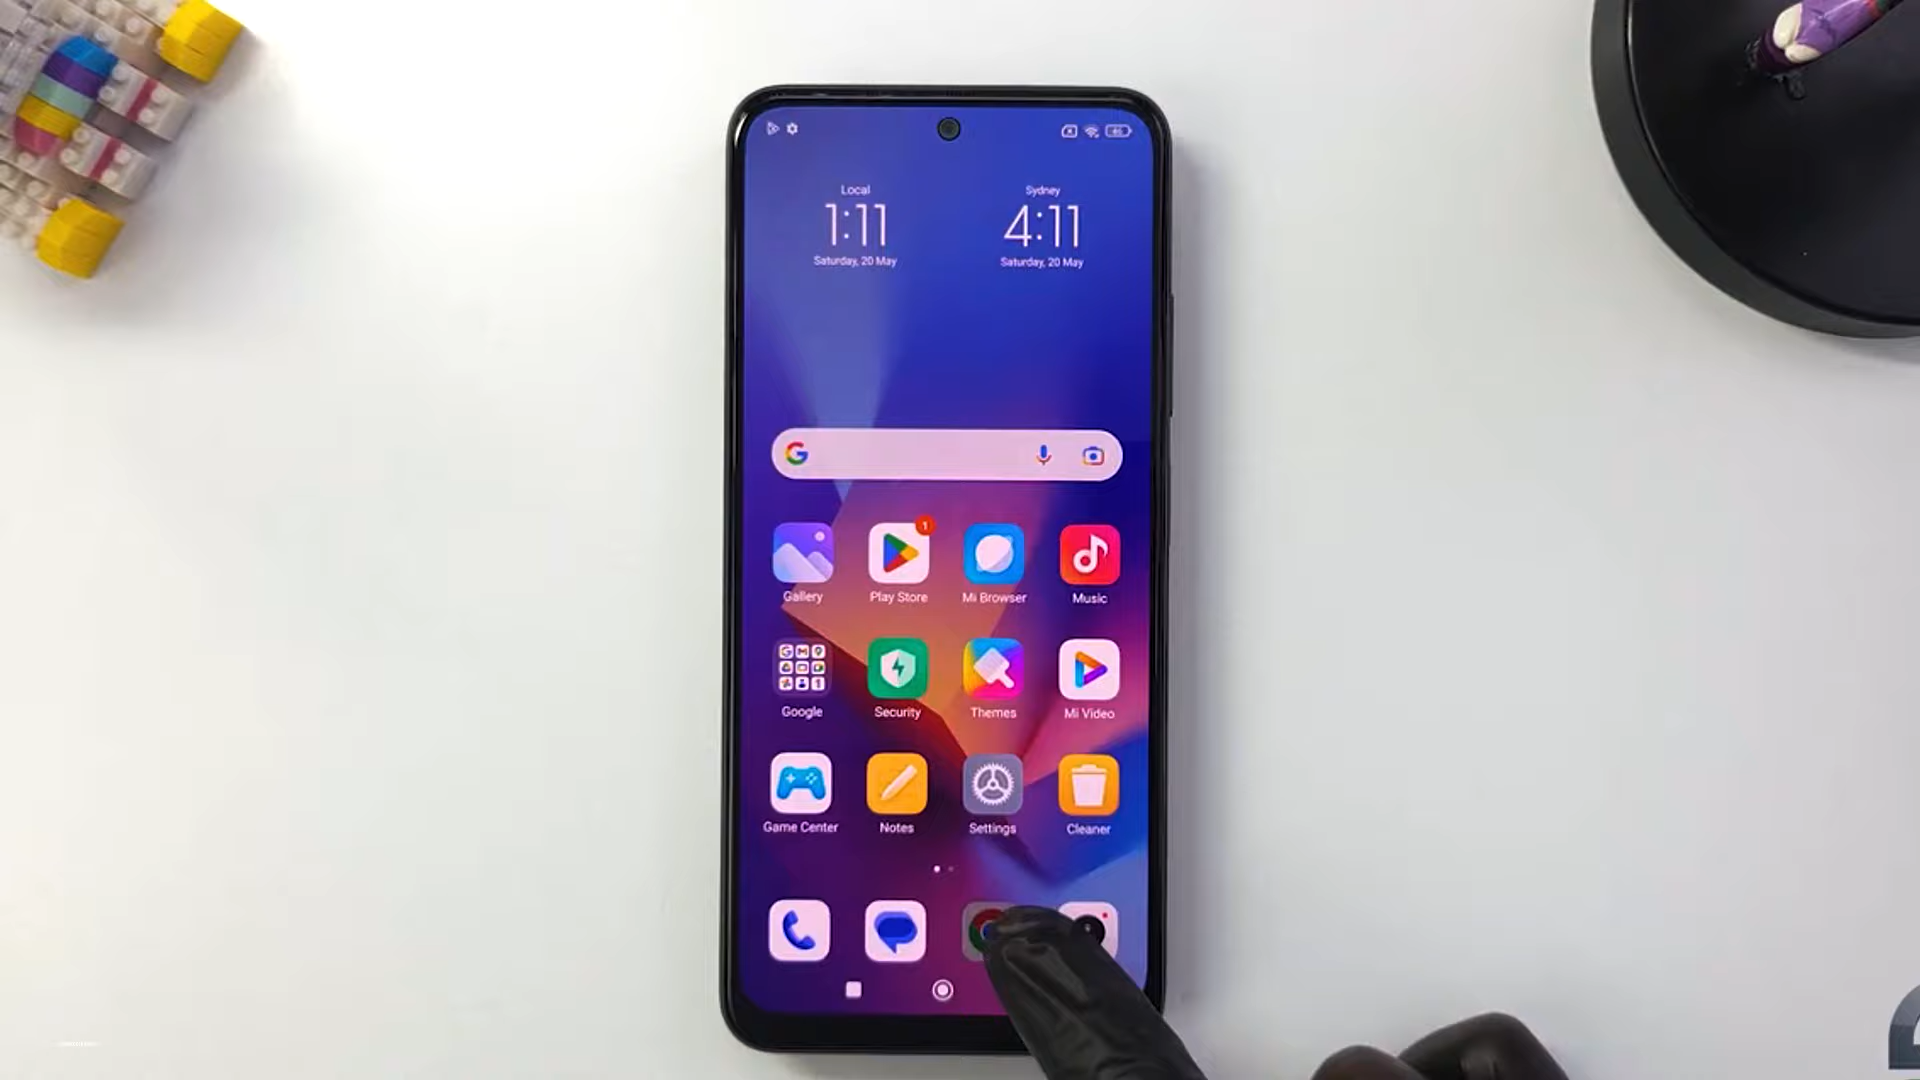 Local
Sydney
1:11
4:11
Saturday, 20 May
Saturday, 20 May
1
Gallery
Play Store
Mi Browser
Music
Google
Security
Themes
Mi Video
Game Center
Notes
Settings
Cleaner